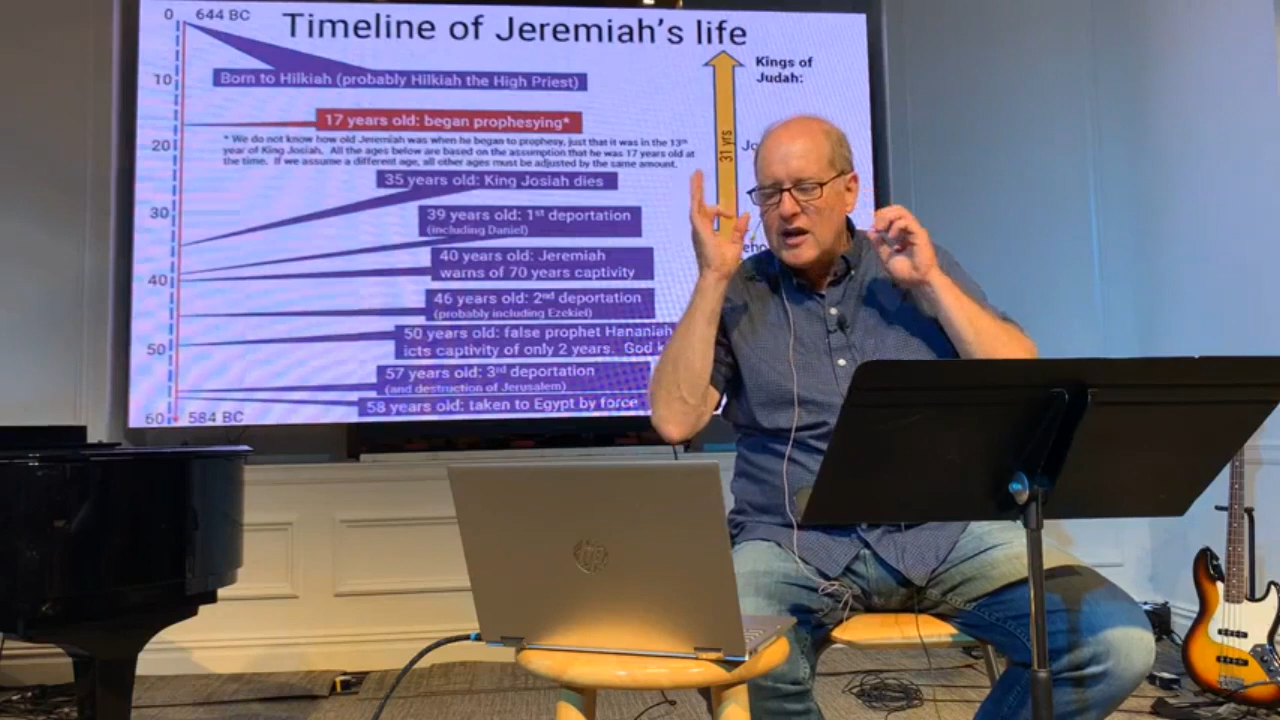 0 644 BC
Timeline of Jeremiah's life
Kings of
Judah:
10
Born to Hilkiah (probably Hilkiah the High Priest)
17 years old: began prophesying*
* We do not know how old Jeremiah was when he began to prophesy, just that it was in the 13th
year of King Josiah. All the ages below are based on the assumption that he was 17 years old at
the time. If we assume a different age, all other ages must be adjusted by the same amount.
20
31 yrs
35 years old: King Josiah dies
30
39 years old: 1st deportation
(including Daniel)
40 years old: Jeremiah
warns of 70 years captivity
40
46 years old: 2nd deportation
(probably including Ezekiel)
50 years old: false prophet Hananiah
icts captivity of only 2 years. God
50
57 years old: 3rd deportation
(and destruction of Jerusalem)
58 years old: taken to Egypt by force
60 584 BC
hp